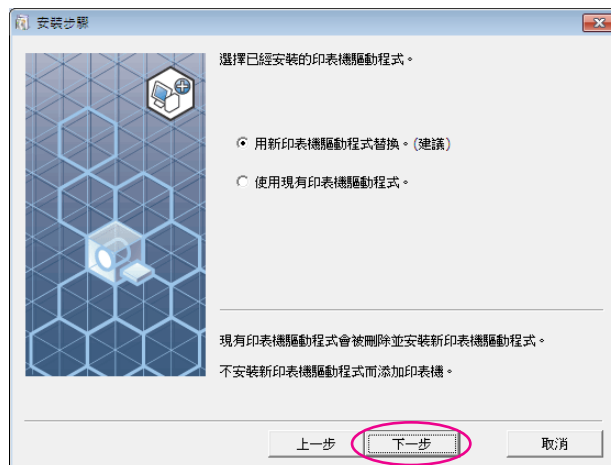 安裝步驟
選擇已經安裝的印表機驅動程式。
用新印表機驅動程式替換。(建議)
使用現有印表機驅動程式。
現有印表機驅動程式會被刪除並安裝新印表機驅動程式。
不安裝新印表機驅動程式而添加印表機。
上一步 下一步 取消